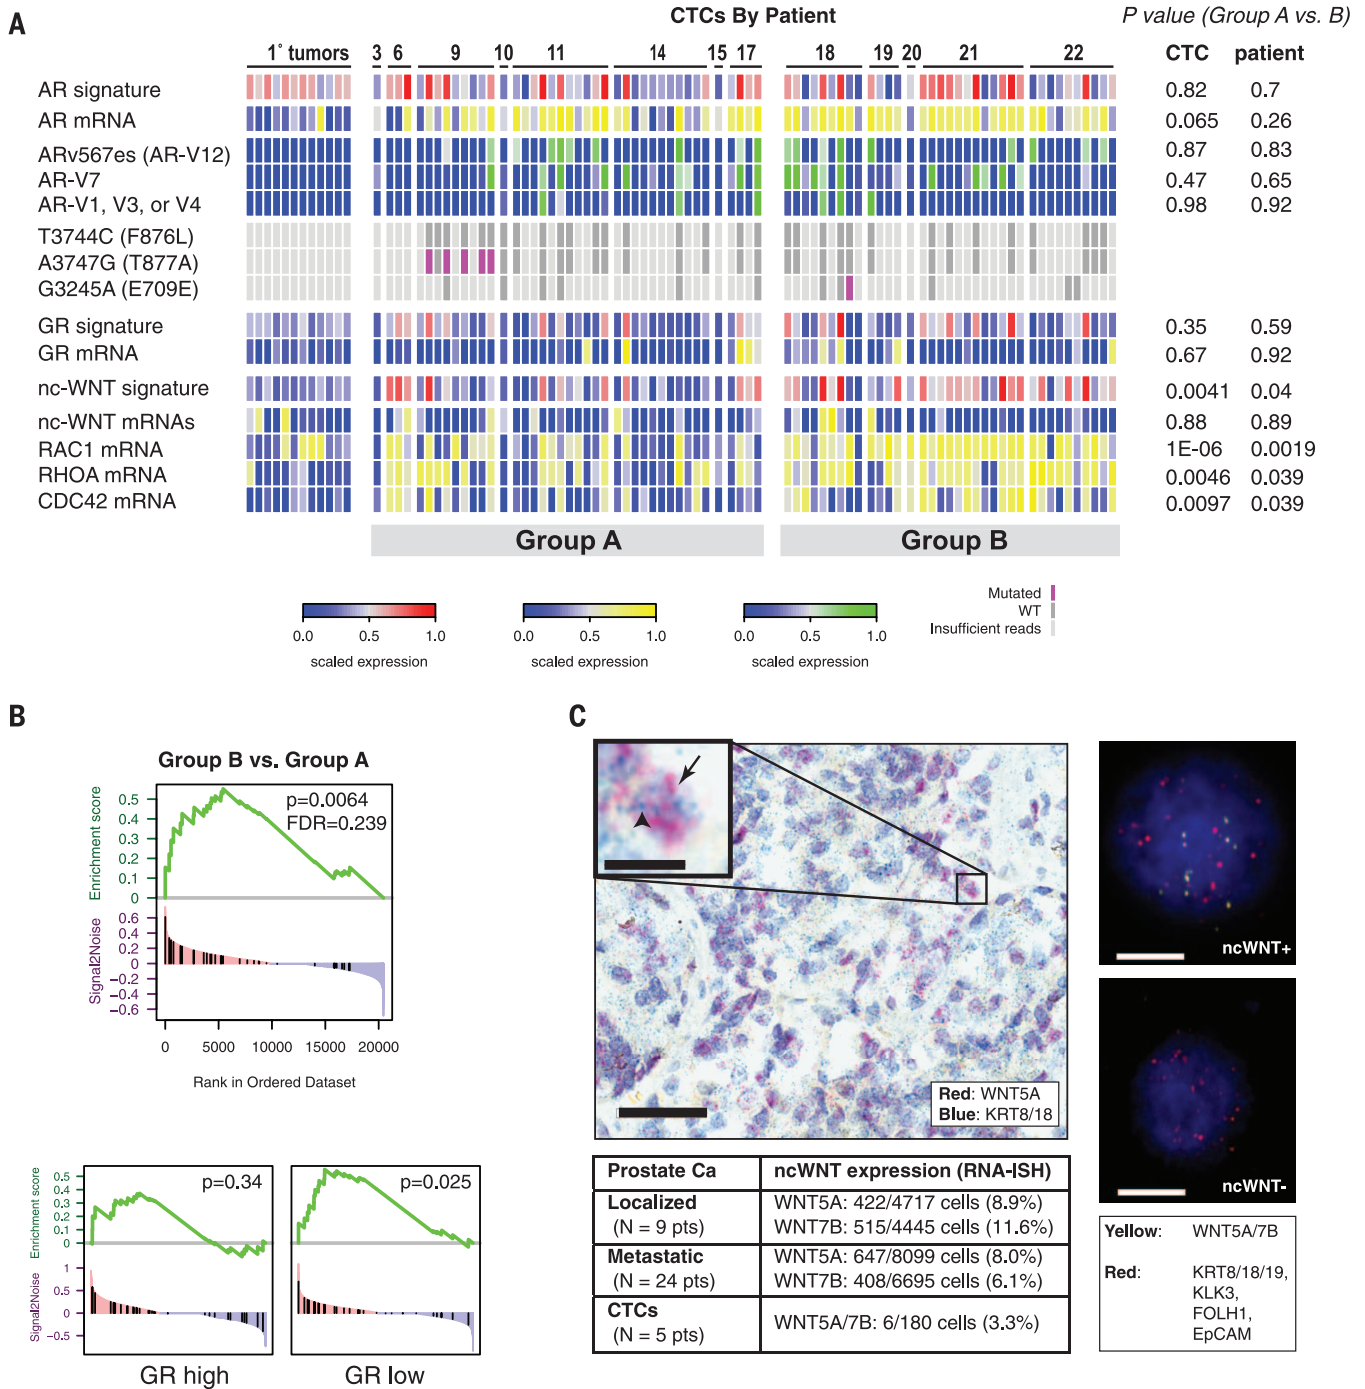 A
CTCs By Patient
P value (Group A vs. B)
1° tumors 3 6 9 10 11 14 15 17 18 19 20 21 22 CTC patient
AR signature 0.82 0.7
AR mRNA 0.065 0.26
ARv567es (AR-V12) 0.87 0.83
AR-V7 0.47 0.65
AR-V1, V3, or V4 0.98 0.92
T3744C (F876L)
A3747G (T877A)
G3245A (E709E)
GR signature 0.35 0.59
GR mRNA 0.67 0.92
nc-WNT signature 0.0041 0.04
nc-WNT mRNAs 0.88 0.89
RAC1 mRNA 1E-06 0.0019
RHOA mRNA 0.0046 0.039
CDC42 mRNA 0.0097 0.039
Group A Group B
0.0 0.5 1.0
scaled expression
0.0 0.5 1.0
scaled expression
0.0 0.5 1.0
scaled expression
Mutated
WT
Insufficient reads
B
Group B vs. Group A
p=0.0064
FDR=0.239
Enrichment score
0.5
0.4
0.3
0.2
0.1
0
Signal2Noise
0.6
0.4
0.2
0
−0.2
−0.4
−0.6
0 5000 10000 15000 20000
Rank in Ordered Dataset
p=0.34
Enrichment score
0.5
0.4
0.3
0.2
0.1
0
Signal2Noise
1
0.5
0
−0.5
GR high
p=0.025
GR low
C
Red: WNT5A
Blue: KRT8/18
ncWNT+
ncWNT-
Prostate Ca ncWNT expression (RNA-ISH)
Localized WNT5A: 422/4717 cells (8.9%)
(N = 9 pts) WNT7B: 515/4445 cells (11.6%)
Metastatic WNT5A: 647/8099 cells (8.0%)
(N = 24 pts) WNT7B: 408/6695 cells (6.1%)
CTCs
(N = 5 pts) WNT5A/7B: 6/180 cells (3.3%)
Yellow: WNT5A/7B
Red: KRT8/18/19,
KLK3,
FOLH1,
EpCAM